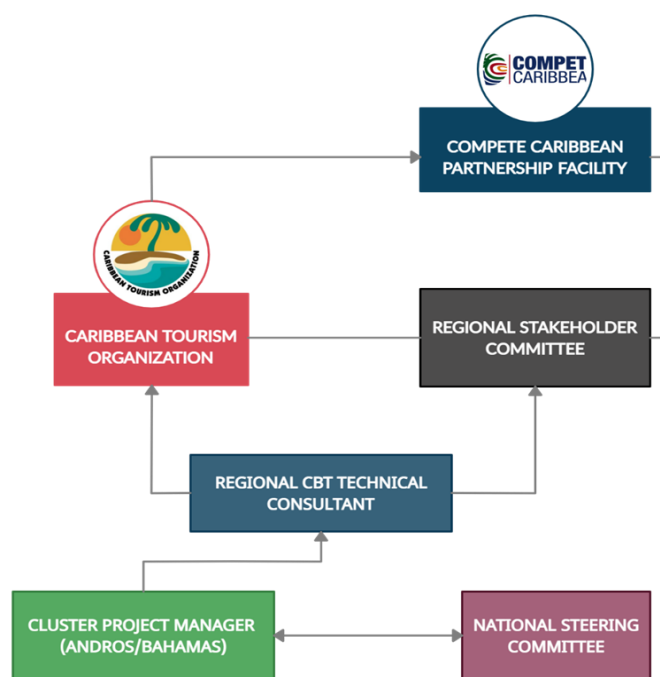 COMPET
CARIBBEA
COMPETE CARIBBEAN
PARTNERSHIP FACILITY
CARIBBEAN TOURISM ORGANIZATION
CARIBBEAN TOURISM
ORGANIZATION
REGIONAL STAKEHOLDER
COMMITTEE
REGIONAL CBT TECHNICAL
CONSULTANT
CLUSTER PROJECT MANAGER
(ANDROS/BAHAMAS)
NATIONAL STEERING
COMMITTEE